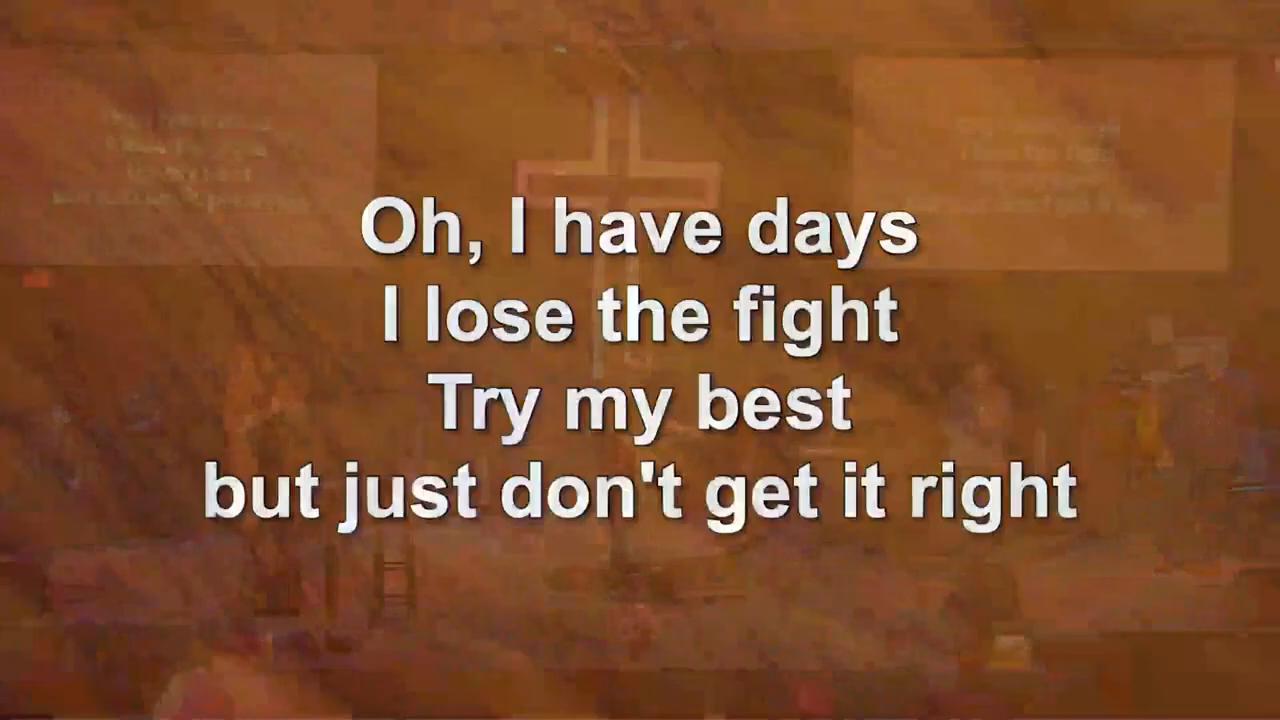 Oh, I have days
I lose the fight
Try my best
but just don't get it right